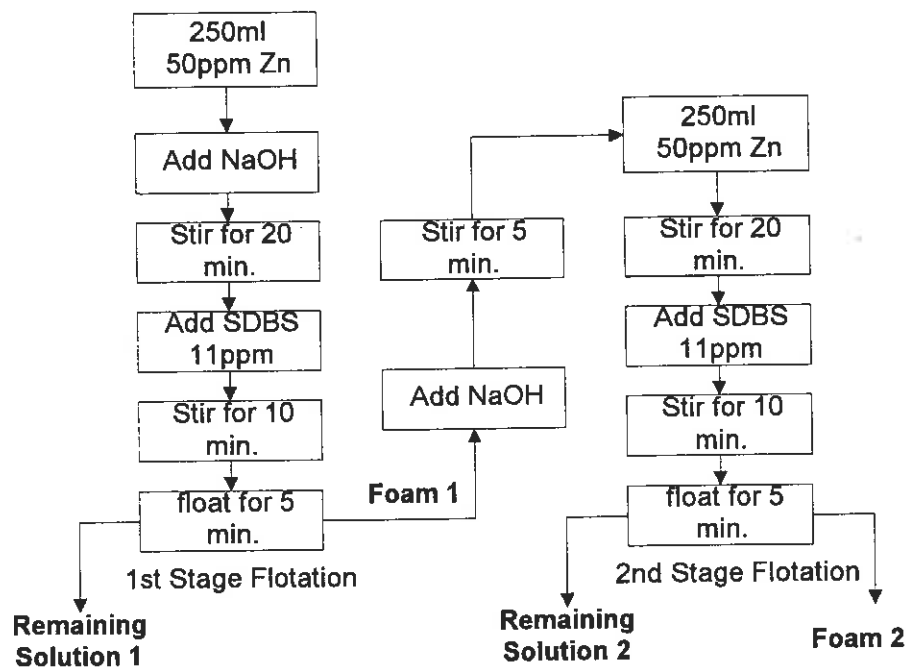 250ml
50ppm Zn
Add NaOH
Stir for 20
min.
Add SDBS
11ppm
Stir for 10
min.
float for 5
min.
1st Stage Flotation
Remaining
Solution 1
Foam 1
Add NaOH
Stir for 5
min.
250ml
50ppm Zn
Stir for 20
min.
Add SDBS
11ppm
Stir for 10
min.
float for 5
min.
2nd Stage Flotation
Remaining
Solution 2
Foam 2